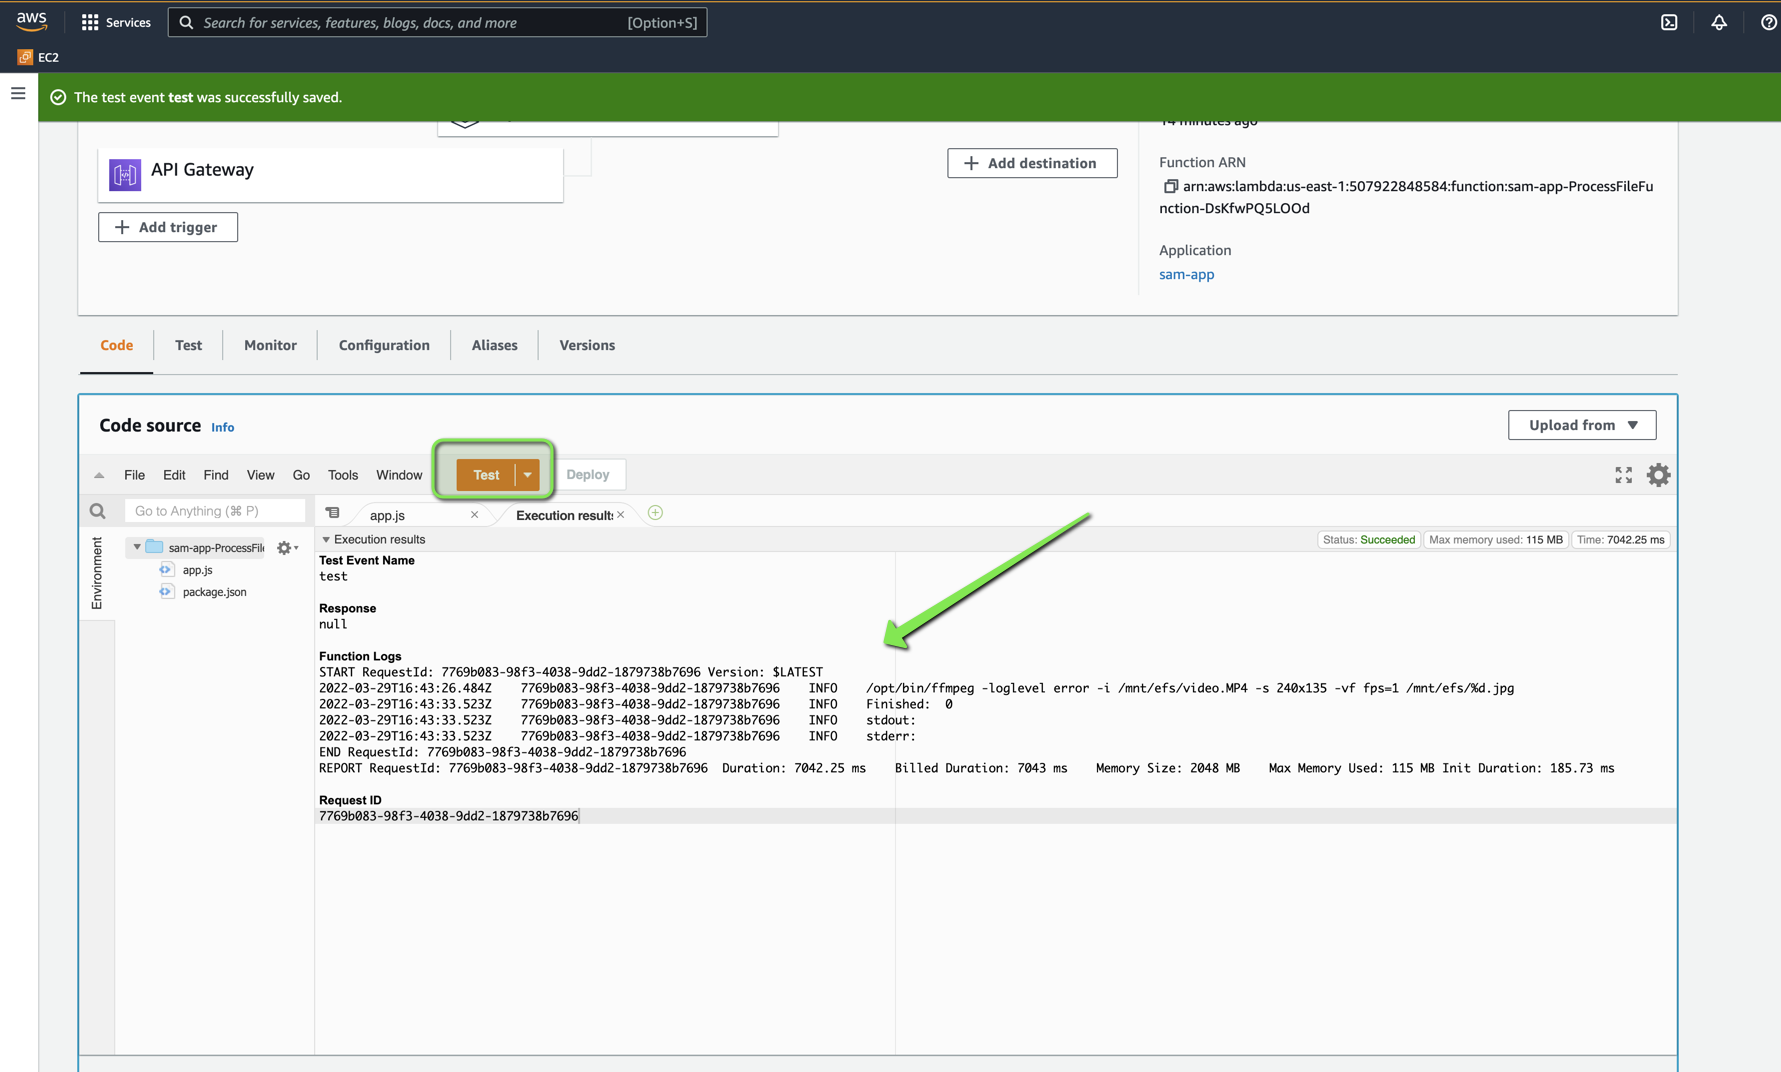 aws
Services
Search for services, features, blogs, docs, and more
[Option+S]
EC2
The test event test was successfully saved.
14 minutes ago
API Gateway
Add destination
Function ARN
arn:aws:lambda:us-east-1:507922848584:function:sam-app-ProcessFileFu
nction-DsKfwPQ5LOOd
Add trigger
Application
sam-app
Code
Test
Monitor
Configuration
Aliases
Versions
Code source Info
Upload from
File
Edit
Find
View
Go
Tools
Window
Test
Deploy
Go to Anything (⌘ P)
app.js
Execution results
Environment
sam-app-ProcessFil
app.js
package.json
Execution results
Status: Succeeded
Max memory used: 115 MB
Time: 7042.25 ms
Test Event Name
test
Response
null
Function Logs
START RequestId: 7769b083-98f3-4038-9dd2-1879738b7696 Version: $LATEST
2022-03-29T16:43:26.484Z 7769b083-98f3-4038-9dd2-1879738b7696 INFO /opt/bin/ffmpeg -loglevel error -i /mnt/efs/video.MP4 -s 240x135 -vf fps=1 /mnt/efs/%d.jpg
2022-03-29T16:43:33.523Z 7769b083-98f3-4038-9dd2-1879738b7696 INFO Finished: 0
2022-03-29T16:43:33.523Z 7769b083-98f3-4038-9dd2-1879738b7696 INFO stdout:
2022-03-29T16:43:33.523Z 7769b083-98f3-4038-9dd2-1879738b7696 INFO stderr:
END RequestId: 7769b083-98f3-4038-9dd2-1879738b7696
REPORT RequestId: 7769b083-98f3-4038-9dd2-1879738b7696 Duration: 7042.25 ms Billed Duration: 7043 ms Memory Size: 2048 MB Max Memory Used: 115 MB Init Duration: 185.73 ms
Request ID
7769b083-98f3-4038-9dd2-1879738b7696